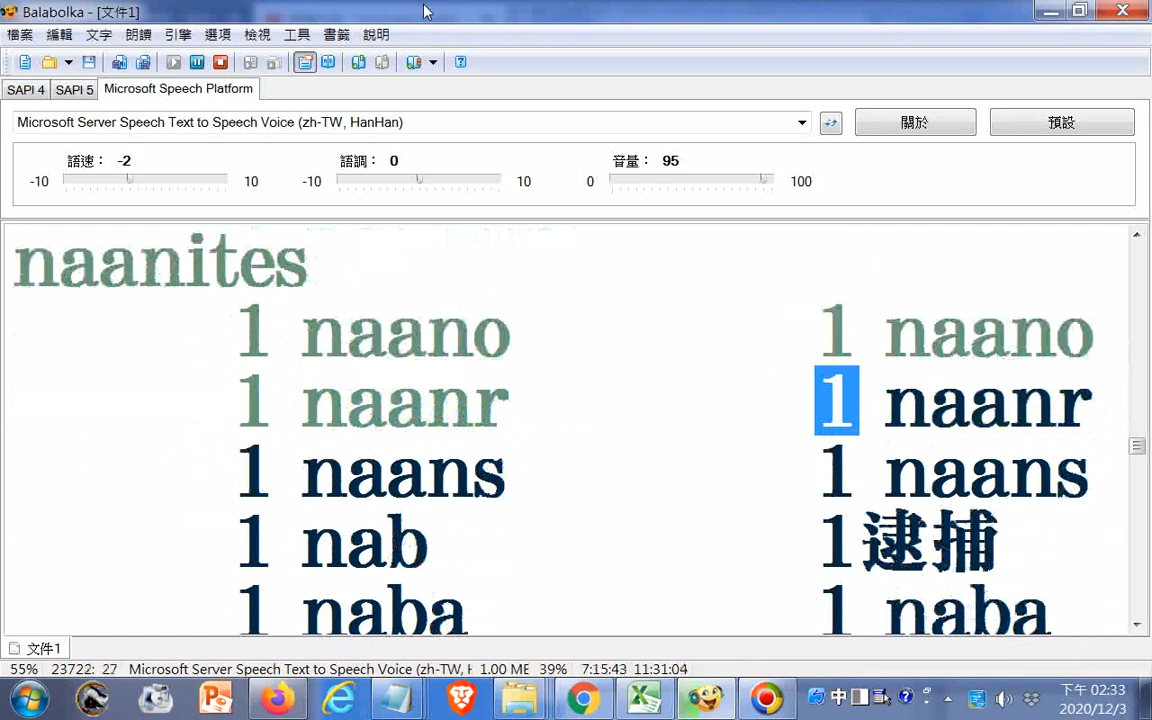 Balabolka - [文件1]
檔案 編輯 文字 朗讀 引擎 選項 檢視 工具 書籤 說明
SAPI 4 SAPI 5 Microsoft Speech Platform
Microsoft Server Speech Text to Speech Voice (zh-TW, HanHan) 關於 預設
語速： -2 語調： 0 音量： 95
-10 10 -10 10 0 100
naanites
1 naano 1 naano
1 naanr 1 naanr
1 naans 1 naans
1 nab 1逮捕
1 naba 1 naba
文件1
55% 23722: 27 Microsoft Server Speech Text to Speech Voice (zh-TW, H 1.00 ME 39% 7:15:43 11:31:04
中 下午 02:33
2020/12/3